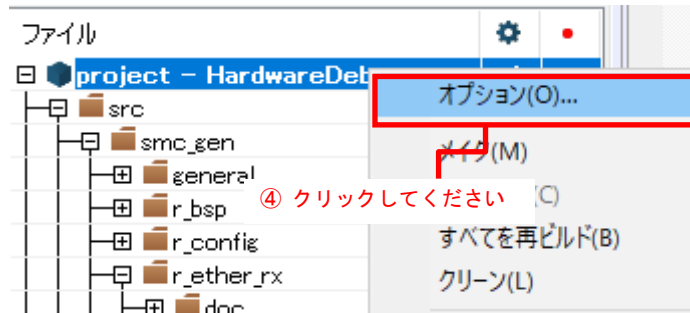 ファイル
project - HardwareDeb
オプション(O)...
src
smc_gen
メイク(M)
general
④ クリックしてください
(C)
r_bsp
r_config
すべてを再ビルド(B)
r_ether_rx
クリーン(L)
doc